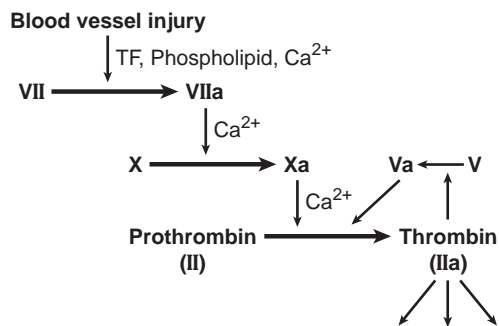 Blood vessel injury
TF, Phospholipid, Ca2+
VII VIIa
Ca2+
X Xa Va V
Ca2+
Prothrombin Thrombin
(II) (IIa)